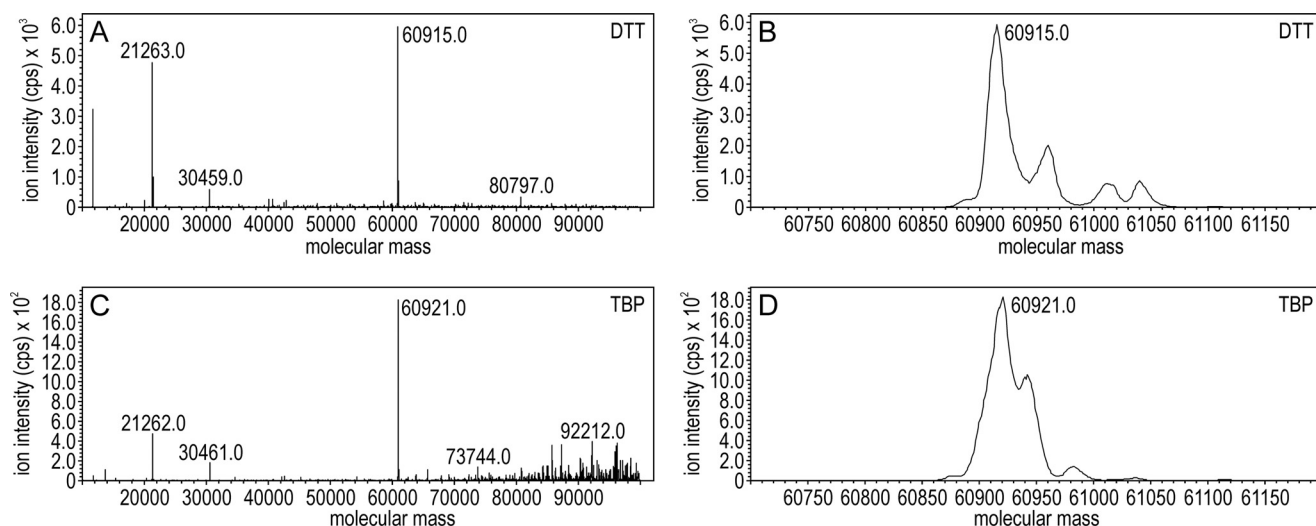 A
DTT
ion intensity (cps) x 10³
6.0
5.0
4.0
3.0
2.0
1.0
0
21263.0
60915.0
30459.0
80797.0
20000 30000 40000 50000 60000 70000 80000 90000
molecular mass
B
DTT
ion intensity (cps) x 10³
6.0
5.0
4.0
3.0
2.0
1.0
0
60915.0
60750 60800 60850 60900 60950 61000 61050 61100 61150
molecular mass
C
TBP
ion intensity (cps) x 10²
18.0
16.0
14.0
12.0
10.0
8.0
6.0
4.0
2.0
0
60921.0
21262.0
30461.0
73744.0
92212.0
20000 30000 40000 50000 60000 70000 80000 90000
molecular mass
D
TBP
ion intensity (cps) x 10²
18.0
16.0
14.0
12.0
10.0
8.0
6.0
4.0
2.0
0
60921.0
60750 60800 60850 60900 60950 61000 61050 61100 61150
molecular mass